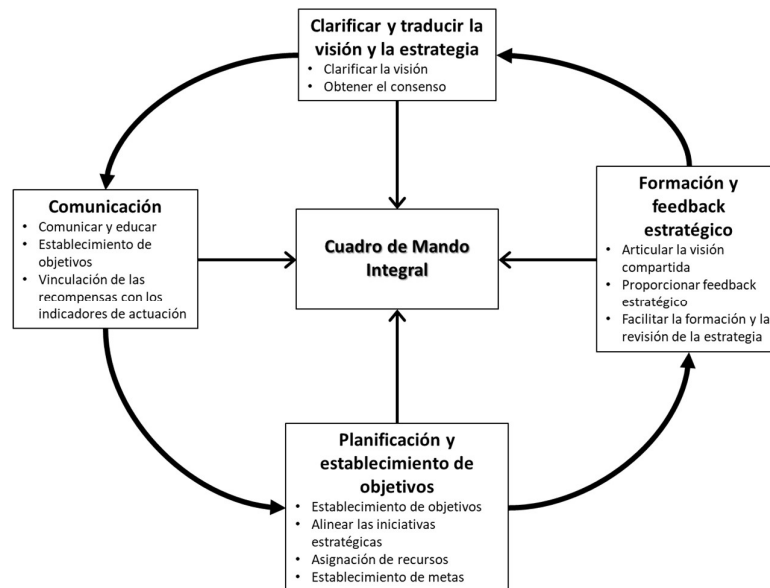 Clarificar y traducir la
visión y la estrategia
• Clarificar la visión
• Obtener el consenso
Comunicación
• Comunicar y educar
• Establecimiento de
objetivos
• Vinculación de las
recompensas con los
indicadores de actuación
Cuadro de Mando
Integral
Formación y
feedback
estratégico
• Articular la visión
compartida
• Proporcionar feedback
estratégico
• Facilitar la formación y la
revisión de la estrategia
Planificación y
establecimiento de
objetivos
• Establecimiento de objetivos
• Alinear las iniciativas
estratégicas
• Asignación de recursos
• Establecimiento de metas